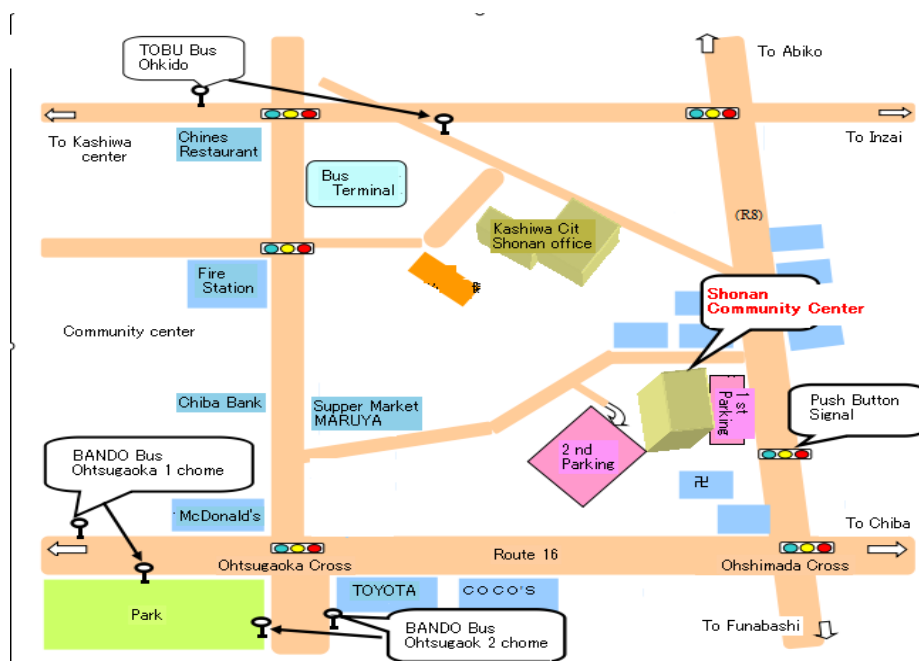 TOBU Bus
Ohkido
To Abiko
To Kashiwa
center
Chines
Restaurant
To Inzai
Bus
Terminal
(R8)
Kashiwa Cit
Shonan office
Fire
Station
Shonan
Community Center
Community center
Chiba Bank
Supper Market
MARUYA
1 st
Parking
Push Button
Signal
2 nd
Parking
BANDO Bus
Ohtsugaoka 1 chome
卍
McDonald's
To Chiba
Route 16
Ohtsugaoka Cross
Ohshimada Cross
TOYOTA
COCO'S
Park
BANDO Bus
Ohtsugaok 2 chome
To Funabashi